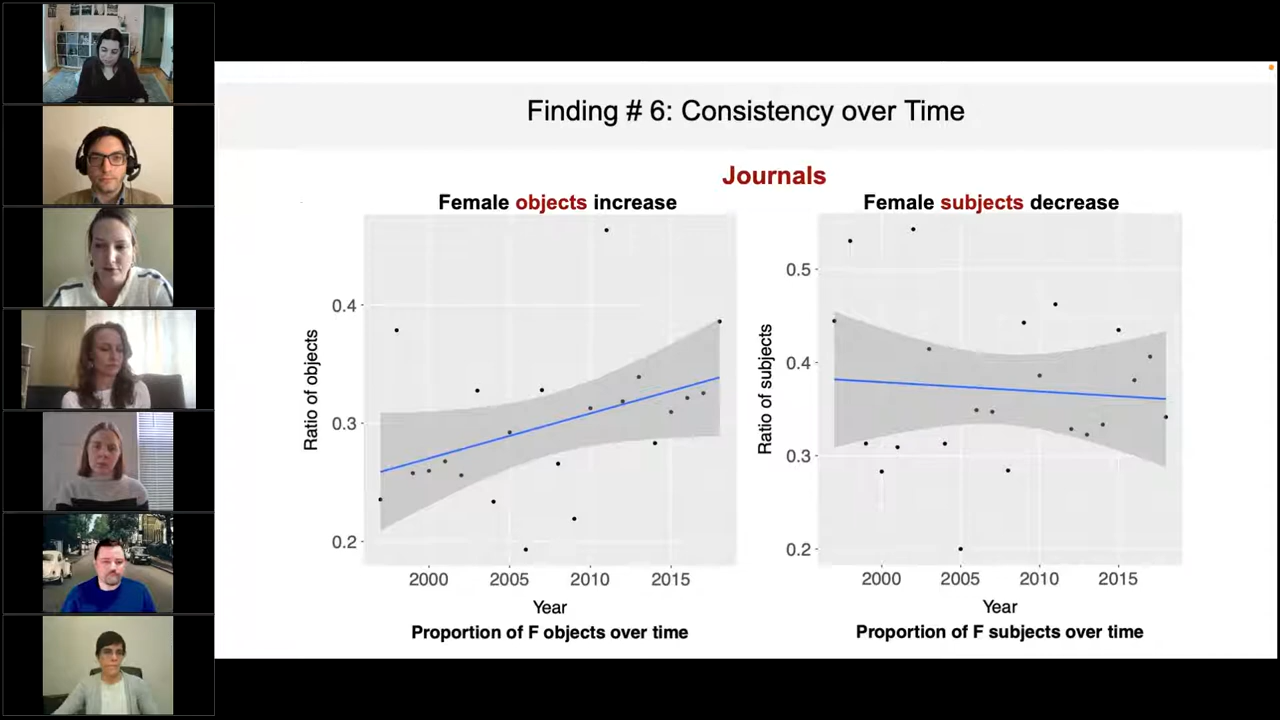 Finding # 6: Consistency over Time
Journals
Female objects increase
Ratio of objects
0.4
0.3
0.2
2000 2005 2010 2015
Year
Proportion of F objects over time
Female subjects decrease
Ratio of subjects
0.5
0.4
0.3
0.2
2000 2005 2010 2015
Year
Proportion of F subjects over time